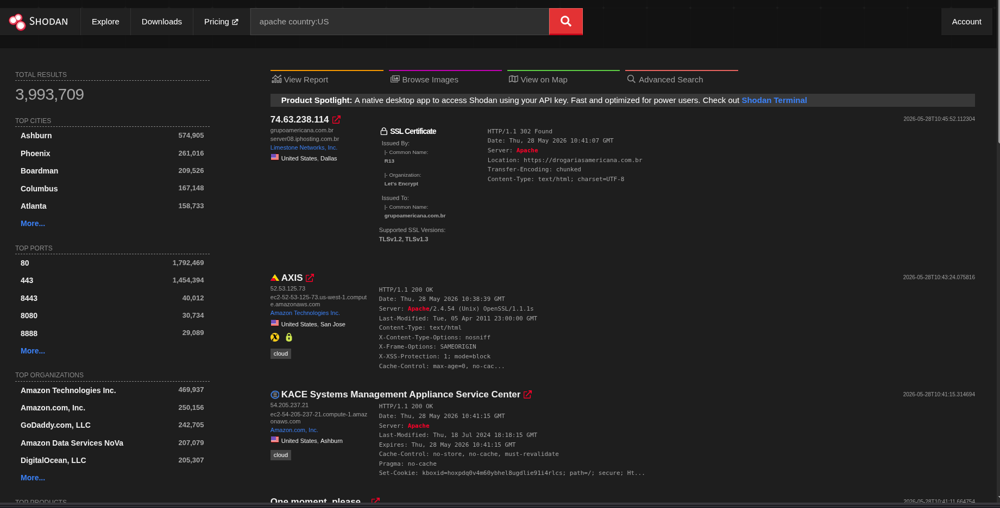 SHODAN
Explore
Downloads
Pricing
apache country:US
Account
TOTAL RESULTS
3,993,709
TOP CITIES
Ashburn 574,905
Phoenix 261,016
Boardman 209,526
Columbus 167,148
Atlanta 158,733
More...
TOP PORTS
80 1,792,469
443 1,454,394
8443 40,012
8080 30,734
8888 29,089
More...
TOP ORGANIZATIONS
Amazon Technologies Inc. 469,937
Amazon.com, Inc. 250,156
GoDaddy.com, LLC 242,705
Amazon Data Services NoVa 207,079
DigitalOcean, LLC 205,307
More...
TOP PRODUCTS
View Report
Browse Images
View on Map
Advanced Search
Product Spotlight: A native desktop app to access Shodan using your API key. Fast and optimized for power users. Check out Shodan Terminal
74.63.238.114
2026-05-28T10:45:52.112304
grupoamericana.com.br
server08.iphosting.com.br
Limestone Networks, Inc.
United States, Dallas
SSL Certificate
Issued By:
|- Common Name:
R13
|- Organization:
Let's Encrypt
Issued To:
|- Common Name:
grupoamericana.com.br
Supported SSL Versions:
TLSv1.2, TLSv1.3
HTTP/1.1 302 Found
Date: Thu, 28 May 2026 10:41:07 GMT
Server: Apache
Location: https://drogariasamericana.com.br
Transfer-Encoding: chunked
Content-Type: text/html; charset=UTF-8
AXIS
2026-05-28T10:43:24.075816
52.53.125.73
ec2-52-53-125-73.us-west-1.comput
e.amazonaws.com
Amazon Technologies Inc.
United States, San Jose
cloud
HTTP/1.1 200 OK
Date: Thu, 28 May 2026 10:38:39 GMT
Server: Apache/2.4.54 (Unix) OpenSSL/1.1.1s
Last-Modified: Tue, 05 Apr 2011 23:00:00 GMT
Content-Type: text/html
X-Content-Type-Options: nosniff
X-Frame-Options: SAMEORIGIN
X-XSS-Protection: 1; mode=block
Cache-Control: max-age=0, no-cac...
KACE Systems Management Appliance Service Center
2026-05-28T10:41:15.314694
54.205.237.21
ec2-54-205-237-21.compute-1.amaz
onaws.com
Amazon.com, Inc.
United States, Ashburn
cloud
HTTP/1.1 200 OK
Date: Thu, 28 May 2026 10:41:15 GMT
Server: Apache
Last-Modified: Thu, 18 Jul 2024 18:18:15 GMT
Expires: Thu, 28 May 2026 10:41:15 GMT
Cache-Control: no-store, no-cache, must-revalidate
Pragma: no-cache
Set-Cookie: kboxid=hoxpdq0v4m60ybhel8ugdlie91i4rlcs; path=/; secure; Ht...
One moment, please...
2026-05-28T10:41:11.664754